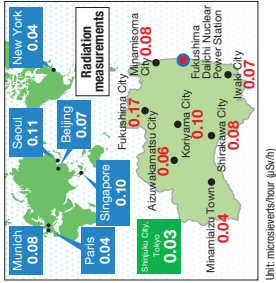 New York
0.04
Seoul
0.11
Beijing
0.07
Singapore
0.10
Munich
0.08
Paris
0.04
Radiation
measurements
Minamisoma
City
0.08
Fukushima City
0.17
Fukushima
Daiichi Nuclear
Power Station
Aizuwakamatsu City
0.06
Koriyama City
0.10
Iwaki City
0.07
Shirakawa City
0.08
Minamiaizu Town
0.04
Shinjuku City,
Tokyo
0.03
Unit: microsieverts/hour (μSv/h)